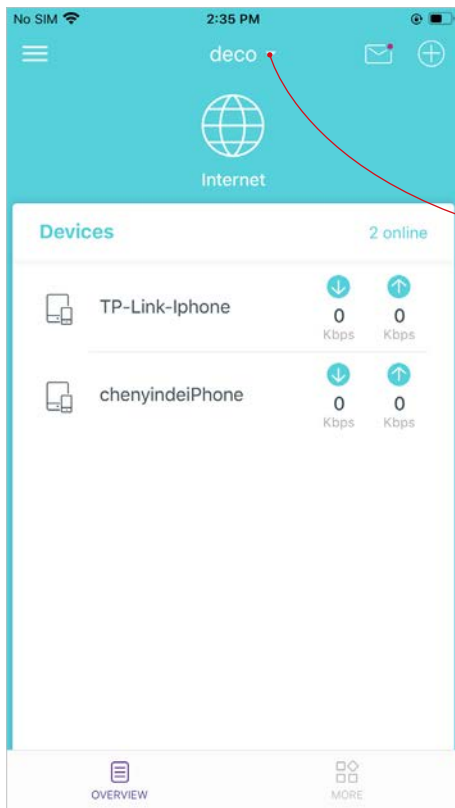 No SIM 2:35 PM
deco
Internet
Devices 2 online
TP-Link-Iphone 0 0
Kbps Kbps
chenyindeiPhone 0 0
Kbps Kbps
OVERVIEW MORE